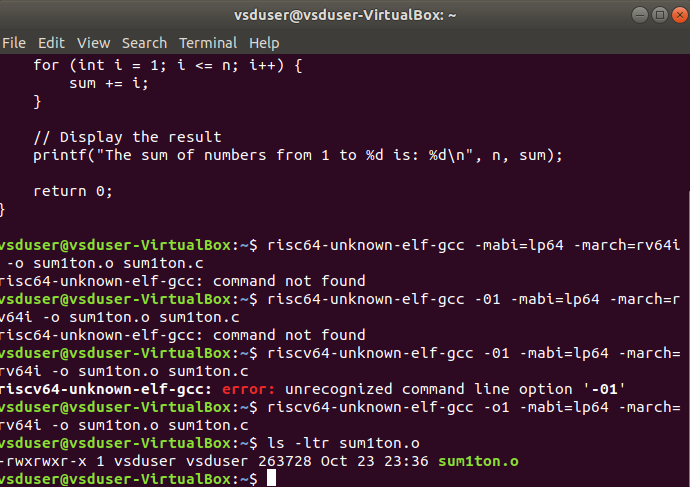 vsduser@vsduser-VirtualBox: ~
File Edit View Search Terminal Help
    for (int i = 1; i <= n; i++) {
        sum += i;
    }

    // Display the result
    printf("The sum of numbers from 1 to %d is: %d\n", n, sum);

    return 0;
}

vsduser@vsduser-VirtualBox:~$ risc64-unknown-elf-gcc -mabi=lp64 -march=rv64i
 -o sum1ton.o sum1ton.c
risc64-unknown-elf-gcc: command not found
vsduser@vsduser-VirtualBox:~$ risc64-unknown-elf-gcc -01 -mabi=lp64 -march=r
v64i -o sum1ton.o sum1ton.c
risc64-unknown-elf-gcc: command not found
vsduser@vsduser-VirtualBox:~$ riscv64-unknown-elf-gcc -01 -mabi=lp64 -march=
rv64i -o sum1ton.o sum1ton.c
riscv64-unknown-elf-gcc: error: unrecognized command line option '-01'
vsduser@vsduser-VirtualBox:~$ riscv64-unknown-elf-gcc -o1 -mabi=lp64 -march=
rv64i -o sum1ton.o sum1ton.c
vsduser@vsduser-VirtualBox:~$ ls -ltr sum1ton.o
-rwxrwxr-x 1 vsduser vsduser 263728 Oct 23 23:36 sum1ton.o
vsduser@vsduser-VirtualBox:~$